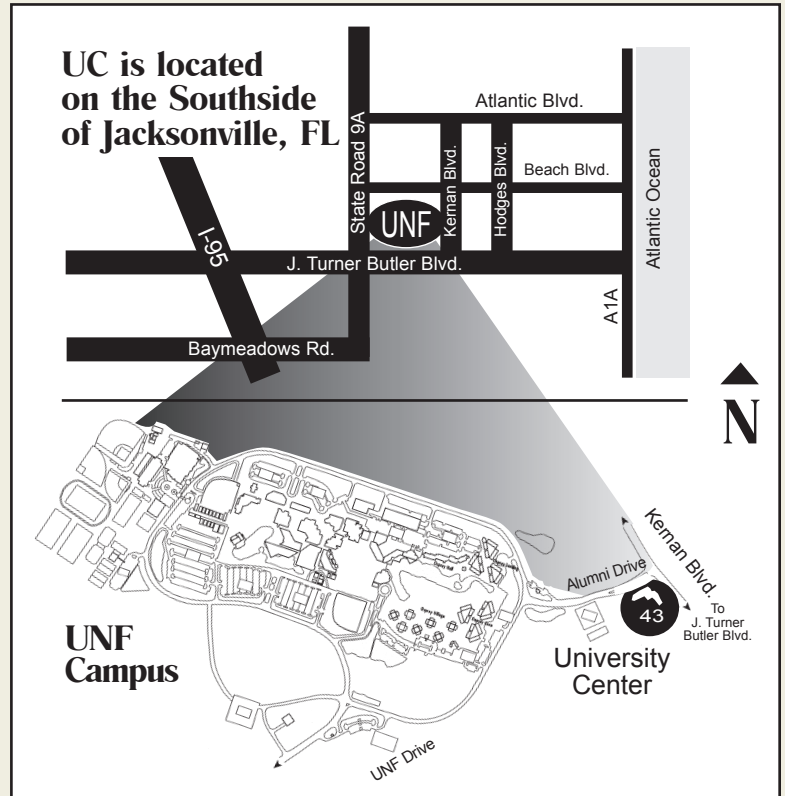 UC is located
on the Southside
of Jacksonville, FL
State Road 9A
Atlantic Blvd.
Kernan Blvd.
Hodges Blvd.
Beach Blvd.
Atlantic Ocean
UNF
I-95
J. Turner Butler Blvd.
A1A
Baymeadows Rd.
N
Kernan Blvd.
Alumni Drive
43
To
J. Turner
Butler Blvd.
UNF
Campus
University
Center
Osprey Village
UNF Drive